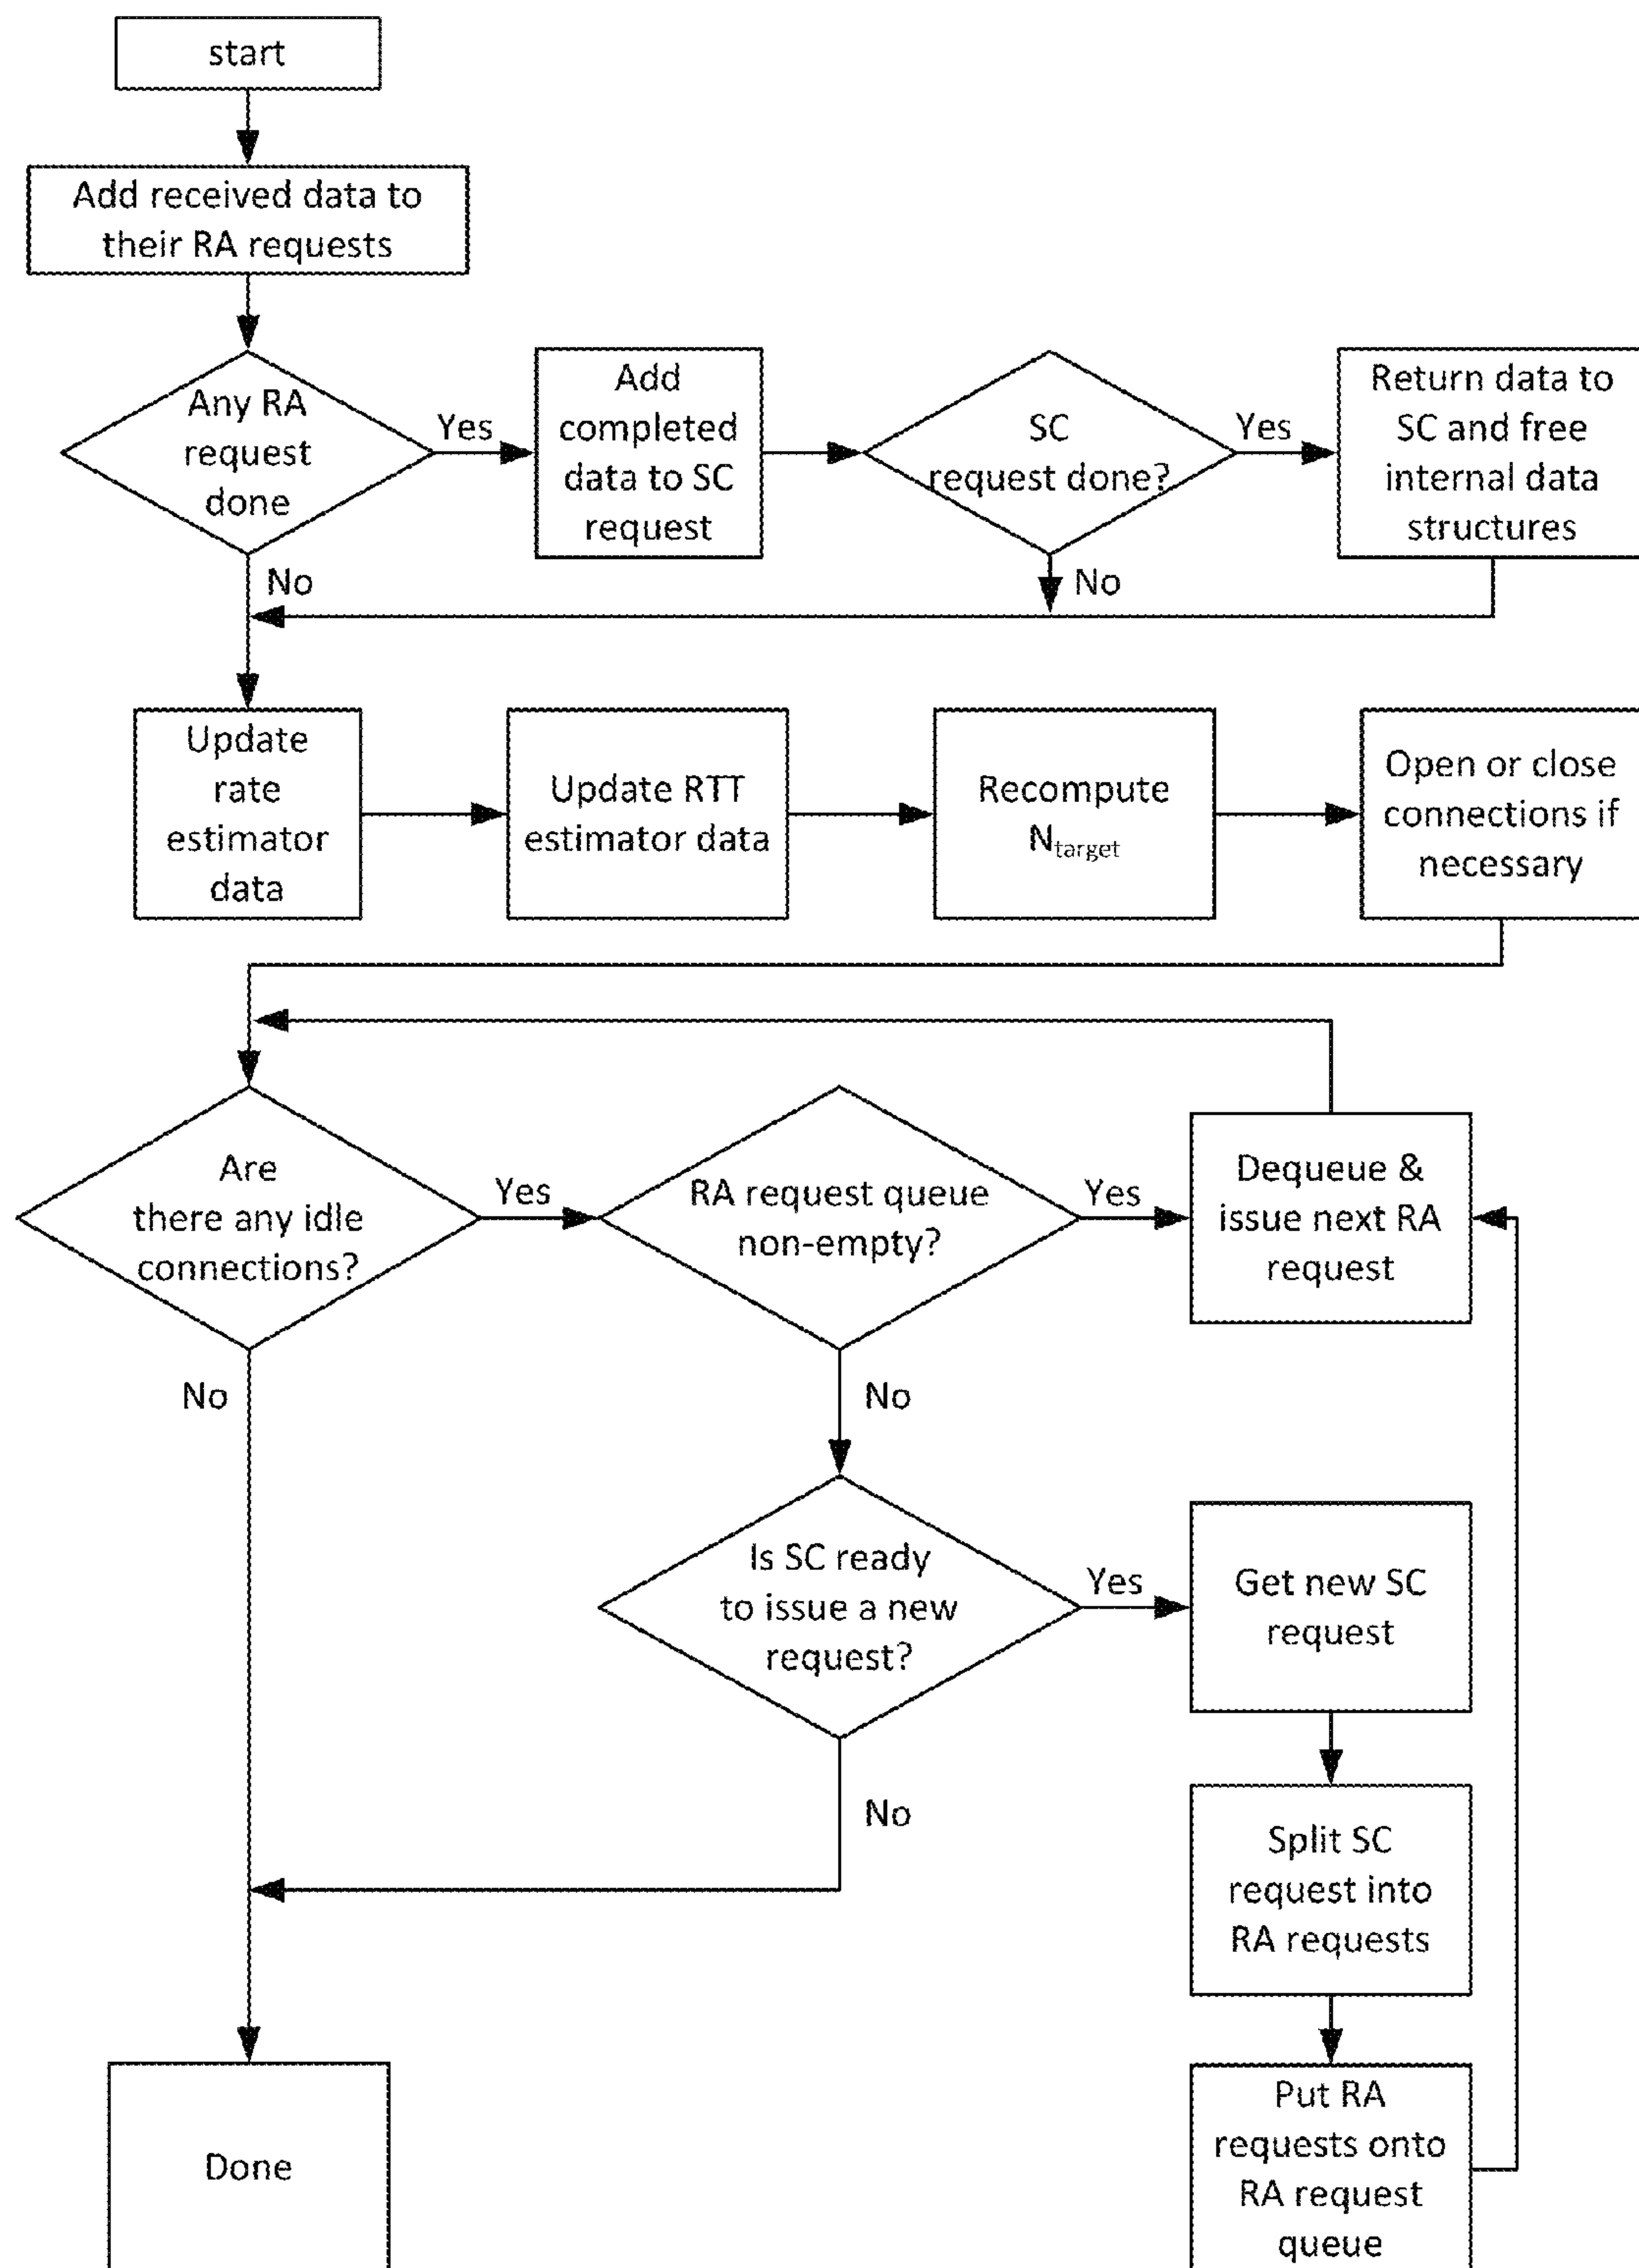 start
Add received data to
their RA requests
Any RA
request
done
Yes
Add
completed
data to SC
request
SC
request done?
Yes
Return data to
SC and free
internal data
structures
No
No
Update
rate
estimator
data
Update RTT
estimator data
Recompute
Ntarget
Open or close
connections if
necessary
Are
there any idle
connections?
Yes
RA request queue
non-empty?
Yes
Dequeue &
issue next RA
request
No
No
Is SC ready
to issue a new
request?
Yes
Get new SC
request
No
Split SC
request into
RA requests
Done
Put RA
requests onto
RA request
queue